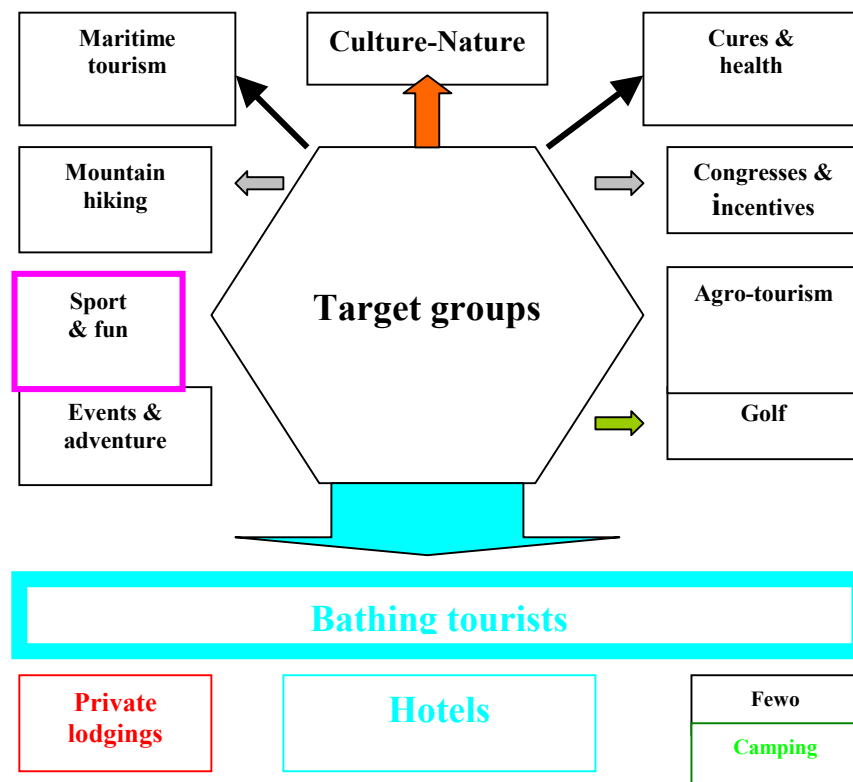 Maritime
tourism
Culture-Nature
Cures &
health
Mountain
hiking
Congresses &
incentives
Sport
& fun
Target groups
Agro-tourism
Events &
adventure
Golf
Bathing tourists
Private
lodgings
Hotels
Fewo
Camping